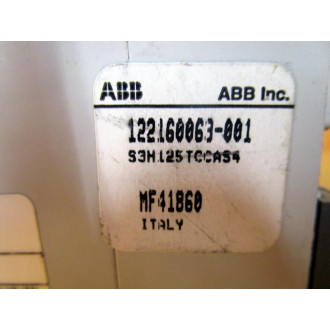 ABB ABB Inc.
122160063-001
S3H125TCCAS4
MF41860
ITALY